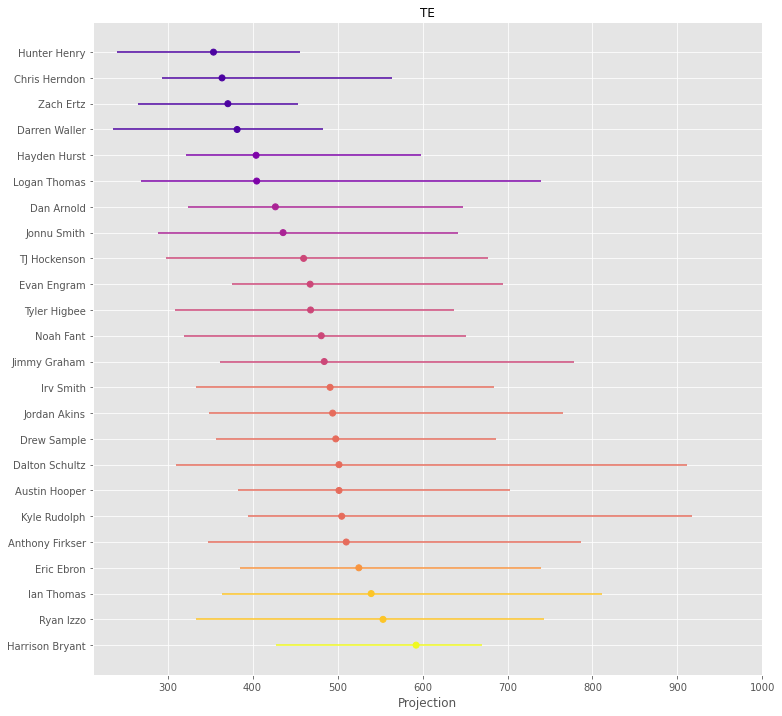 TE
Hunter Henry
Chris Herndon
Zach Ertz
Darren Waller
Hayden Hurst
Logan Thomas
Dan Arnold
Jonnu Smith
TJ Hockenson
Evan Engram
Tyler Higbee
Noah Fant
Jimmy Graham
Irv Smith
Jordan Akins
Drew Sample
Dalton Schultz
Austin Hooper
Kyle Rudolph
Anthony Firkser
Eric Ebron
Ian Thomas
Ryan Izzo
Harrison Bryant
300 400 500 600 700 800 900 1000
Projection